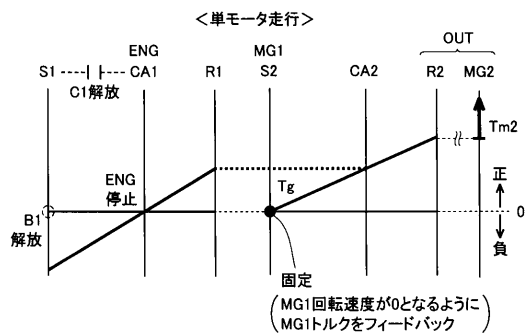 <単モータ走行>
ENG MG1 OUT
S1 CA1 R1 S2 CA2 R2 MG2
C1解放
Tm2
ENG
停止
Tg
正
B1
解放
0
負
固定
(MG1回転速度が0となるように
MG1トルクをフィードバック)